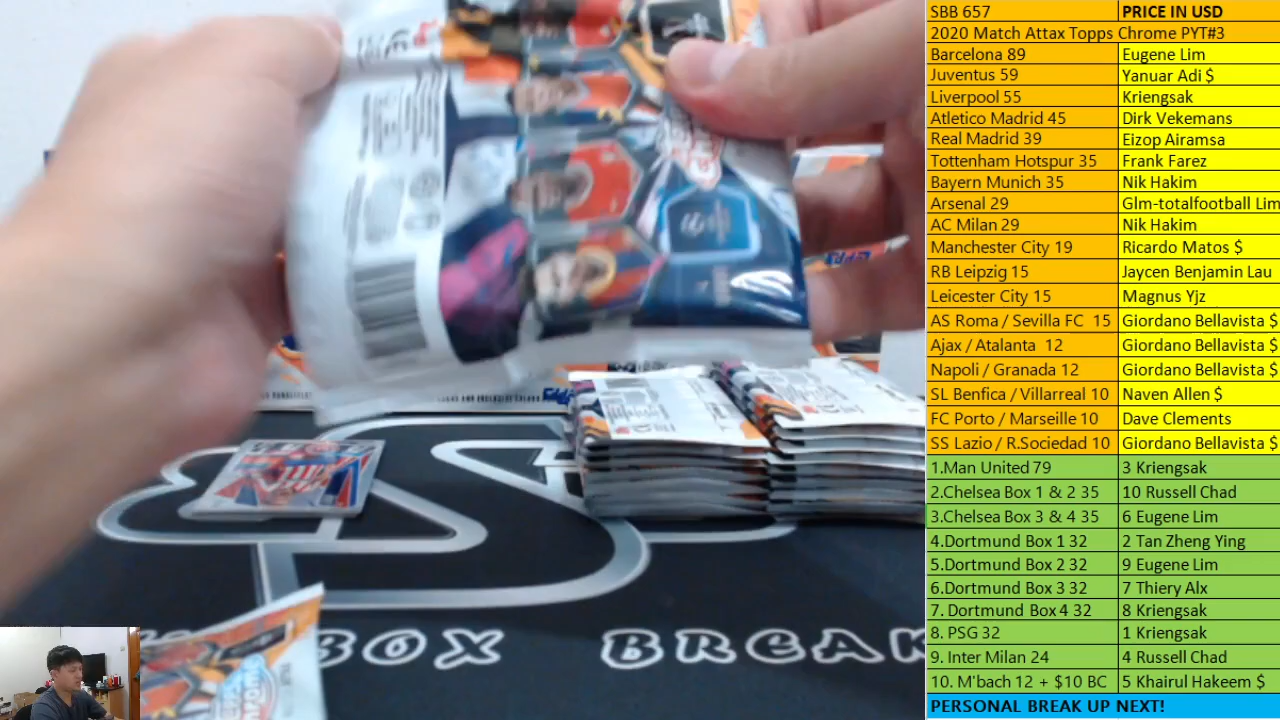 SBB 657 PRICE IN USD
2020 Match Attax Topps Chrome PYT#3
Barcelona 89 Eugene Lim
Juventus 59 Yanuar Adi $
Liverpool 55 Kriengsak
Atletico Madrid 45 Dirk Vekemans
Real Madrid 39 Eizop Airamsa
Tottenham Hotspur 35 Frank Farez
Bayern Munich 35 Nik Hakim
Arsenal 29 Glm-totalfootball Lim
AC Milan 29 Nik Hakim
Manchester City 19 Ricardo Matos $
RB Leipzig 15 Jaycen Benjamin Lau
Leicester City 15 Magnus Yjz
AS Roma / Sevilla FC 15 Giordano Bellavista $
Ajax / Atalanta 12 Giordano Bellavista $
Napoli / Granada 12 Giordano Bellavista $
SL Benfica / Villarreal 10 Naven Allen $
FC Porto / Marseille 10 Dave Clements
SS Lazio / R.Sociedad 10 Giordano Bellavista $
1.Man United 79 3 Kriengsak
2.Chelsea Box 1 & 2 35 10 Russell Chad
3.Chelsea Box 3 & 4 35 6 Eugene Lim
4.Dortmund Box 1 32 2 Tan Zheng Ying
5.Dortmund Box 2 32 9 Eugene Lim
6.Dortmund Box 3 32 7 Thiery Alx
7. Dortmund Box 4 32 8 Kriengsak
8. PSG 32 1 Kriengsak
9. Inter Milan 24 4 Russell Chad
10. M'bach 12 + $10 BC 5 Khairul Hakeem $
PERSONAL BREAK UP NEXT!
BOX BREAK